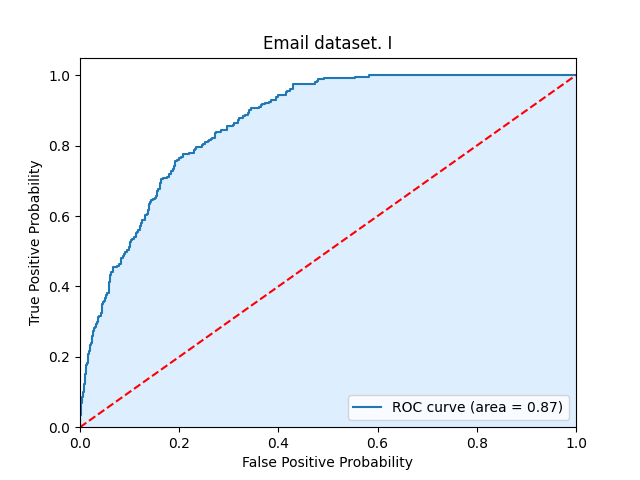 Email dataset. I
True Positive Probability
1.0
0.8
0.6
0.4
0.2
0.0
ROC curve (area = 0.87)
0.0 0.2 0.4 0.6 0.8 1.0
False Positive Probability